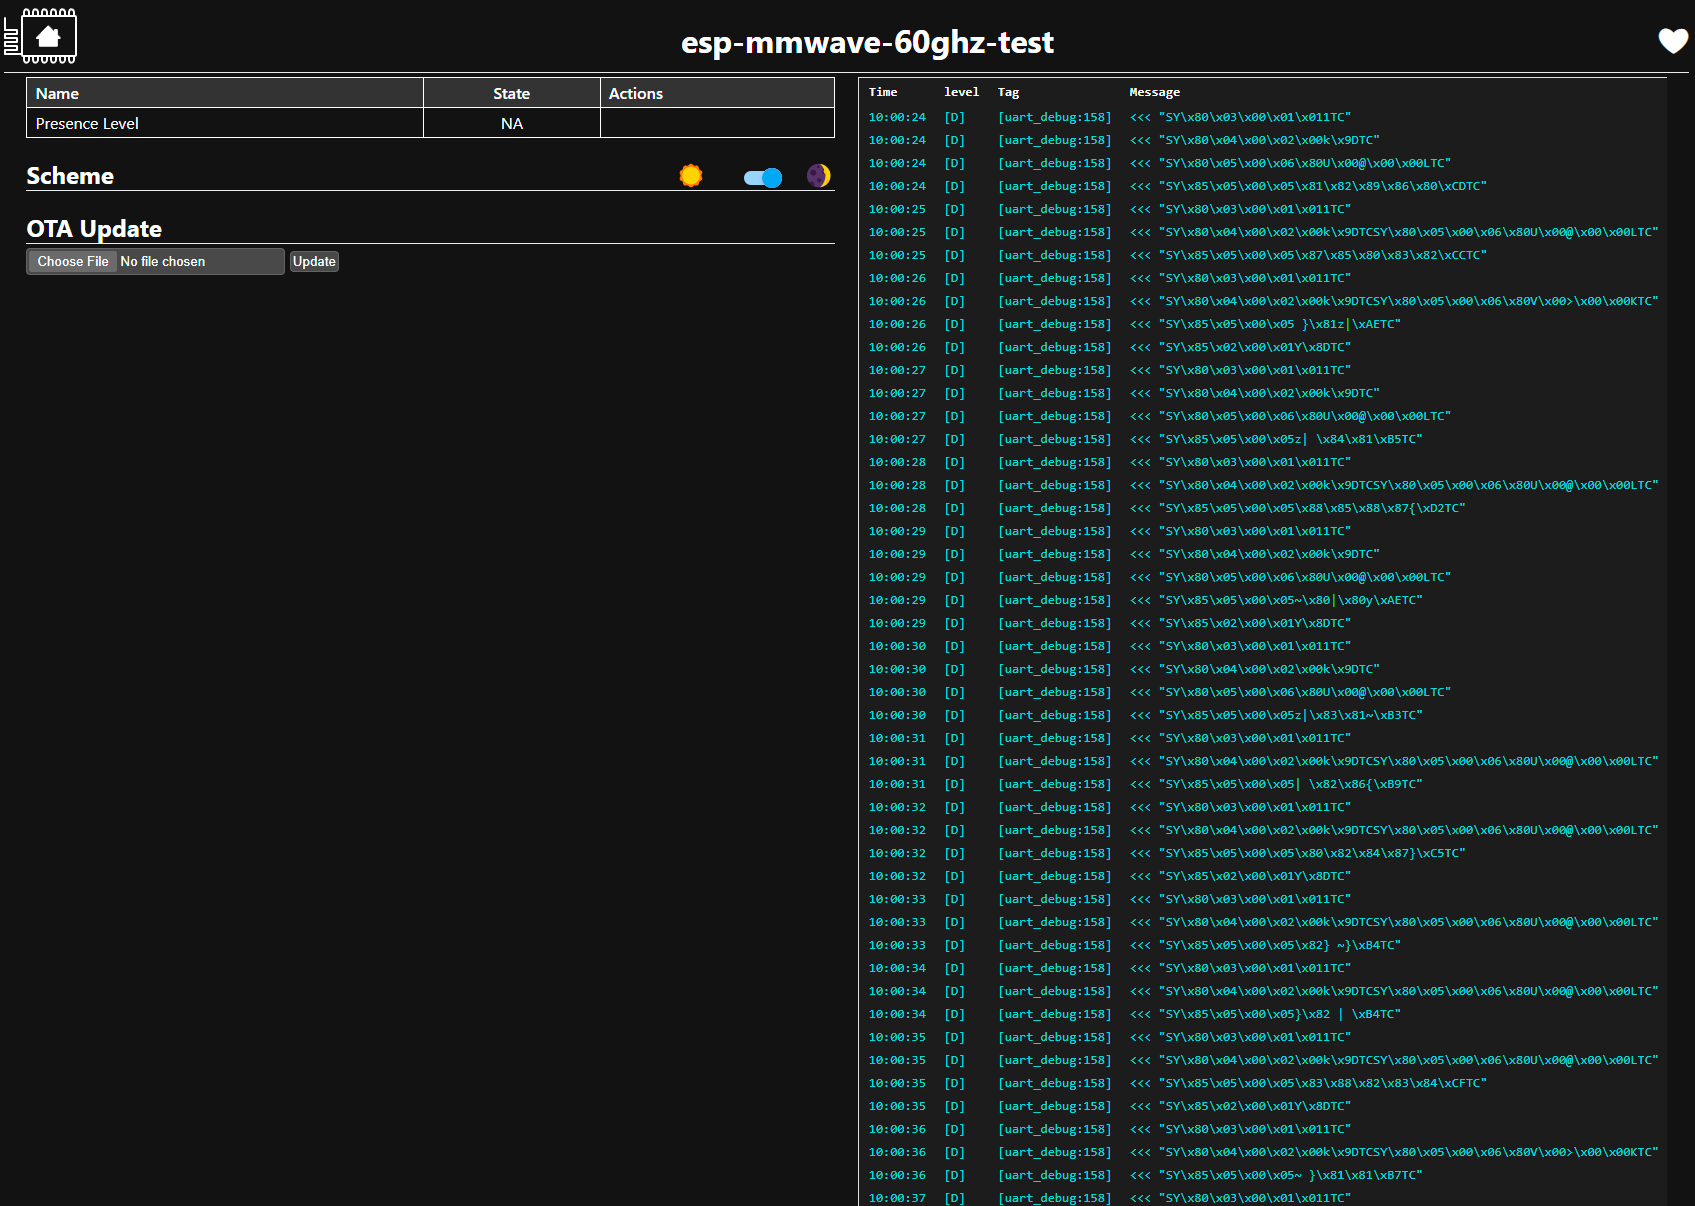 esp-mmwave-60ghz-test
Name State Actions
Presence Level NA
Scheme
OTA Update
Choose File No file chosen Update
Time level Tag Message
10:00:24 [D] [uart_debug:158] <<< "SY\x80\x03\x00\x01\x011TC"
10:00:24 [D] [uart_debug:158] <<< "SY\x80\x04\x00\x02\x00k\x9DTC"
10:00:24 [D] [uart_debug:158] <<< "SY\x80\x05\x00\x06\x80U\x00@\x00\x00LTC"
10:00:24 [D] [uart_debug:158] <<< "SY\x85\x05\x00\x05\x81\x82\x89\x86\x80\xCDTC"
10:00:25 [D] [uart_debug:158] <<< "SY\x80\x03\x00\x01\x011TC"
10:00:25 [D] [uart_debug:158] <<< "SY\x80\x04\x00\x02\x00k\x9DTCSY\x80\x05\x00\x06\x80U\x00@\x00\x00LTC"
10:00:25 [D] [uart_debug:158] <<< "SY\x85\x05\x00\x05\x87\x85\x80\x83\x82\xCCTC"
10:00:26 [D] [uart_debug:158] <<< "SY\x80\x03\x00\x01\x011TC"
10:00:26 [D] [uart_debug:158] <<< "SY\x80\x04\x00\x02\x00k\x9DTCSY\x80\x05\x00\x06\x80V\x00>\x00\x00KTC"
10:00:26 [D] [uart_debug:158] <<< "SY\x85\x05\x00\x05 }\x81z|\xAETC"
10:00:26 [D] [uart_debug:158] <<< "SY\x85\x02\x00\x01Y\x8DTC"
10:00:27 [D] [uart_debug:158] <<< "SY\x80\x03\x00\x01\x011TC"
10:00:27 [D] [uart_debug:158] <<< "SY\x80\x04\x00\x02\x00k\x9DTC"
10:00:27 [D] [uart_debug:158] <<< "SY\x80\x05\x00\x06\x80U\x00@\x00\x00LTC"
10:00:27 [D] [uart_debug:158] <<< "SY\x85\x05\x00\x05z| \x84\x81\xB5TC"
10:00:28 [D] [uart_debug:158] <<< "SY\x80\x03\x00\x01\x011TC"
10:00:28 [D] [uart_debug:158] <<< "SY\x80\x04\x00\x02\x00k\x9DTCSY\x80\x05\x00\x06\x80U\x00@\x00\x00LTC"
10:00:28 [D] [uart_debug:158] <<< "SY\x85\x05\x00\x05\x88\x85\x88\x87{\xD2TC"
10:00:29 [D] [uart_debug:158] <<< "SY\x80\x03\x00\x01\x011TC"
10:00:29 [D] [uart_debug:158] <<< "SY\x80\x04\x00\x02\x00k\x9DTC"
10:00:29 [D] [uart_debug:158] <<< "SY\x80\x05\x00\x06\x80U\x00@\x00\x00LTC"
10:00:29 [D] [uart_debug:158] <<< "SY\x85\x05\x00\x05~\x80|\x80y\xAETC"
10:00:29 [D] [uart_debug:158] <<< "SY\x85\x02\x00\x01Y\x8DTC"
10:00:30 [D] [uart_debug:158] <<< "SY\x80\x03\x00\x01\x011TC"
10:00:30 [D] [uart_debug:158] <<< "SY\x80\x04\x00\x02\x00k\x9DTC"
10:00:30 [D] [uart_debug:158] <<< "SY\x80\x05\x00\x06\x80U\x00@\x00\x00LTC"
10:00:30 [D] [uart_debug:158] <<< "SY\x85\x05\x00\x05z|\x83\x81~\xB3TC"
10:00:31 [D] [uart_debug:158] <<< "SY\x80\x03\x00\x01\x011TC"
10:00:31 [D] [uart_debug:158] <<< "SY\x80\x04\x00\x02\x00k\x9DTCSY\x80\x05\x00\x06\x80U\x00@\x00\x00LTC"
10:00:31 [D] [uart_debug:158] <<< "SY\x85\x05\x00\x05| \x82\x86{\xB9TC"
10:00:32 [D] [uart_debug:158] <<< "SY\x80\x03\x00\x01\x011TC"
10:00:32 [D] [uart_debug:158] <<< "SY\x80\x04\x00\x02\x00k\x9DTCSY\x80\x05\x00\x06\x80U\x00@\x00\x00LTC"
10:00:32 [D] [uart_debug:158] <<< "SY\x85\x05\x00\x05\x80\x82\x84\x87}\xC5TC"
10:00:32 [D] [uart_debug:158] <<< "SY\x85\x02\x00\x01Y\x8DTC"
10:00:33 [D] [uart_debug:158] <<< "SY\x80\x03\x00\x01\x011TC"
10:00:33 [D] [uart_debug:158] <<< "SY\x80\x04\x00\x02\x00k\x9DTCSY\x80\x05\x00\x06\x80U\x00@\x00\x00LTC"
10:00:33 [D] [uart_debug:158] <<< "SY\x85\x05\x00\x05\x82} ~}\xB4TC"
10:00:34 [D] [uart_debug:158] <<< "SY\x80\x03\x00\x01\x011TC"
10:00:34 [D] [uart_debug:158] <<< "SY\x80\x04\x00\x02\x00k\x9DTCSY\x80\x05\x00\x06\x80U\x00@\x00\x00LTC"
10:00:34 [D] [uart_debug:158] <<< "SY\x85\x05\x00\x05}\x82 | \xB4TC"
10:00:35 [D] [uart_debug:158] <<< "SY\x80\x03\x00\x01\x011TC"
10:00:35 [D] [uart_debug:158] <<< "SY\x80\x04\x00\x02\x00k\x9DTCSY\x80\x05\x00\x06\x80U\x00@\x00\x00LTC"
10:00:35 [D] [uart_debug:158] <<< "SY\x85\x05\x00\x05\x83\x88\x82\x83\x84\xCFTC"
10:00:35 [D] [uart_debug:158] <<< "SY\x85\x02\x00\x01Y\x8DTC"
10:00:36 [D] [uart_debug:158] <<< "SY\x80\x03\x00\x01\x011TC"
10:00:36 [D] [uart_debug:158] <<< "SY\x80\x04\x00\x02\x00k\x9DTCSY\x80\x05\x00\x06\x80V\x00>\x00\x00KTC"
10:00:36 [D] [uart_debug:158] <<< "SY\x85\x05\x00\x05~ }\x81\x81\xB7TC"
10:00:37 [D] [uart_debug:158] <<< "SY\x80\x03\x00\x01\x011TC"